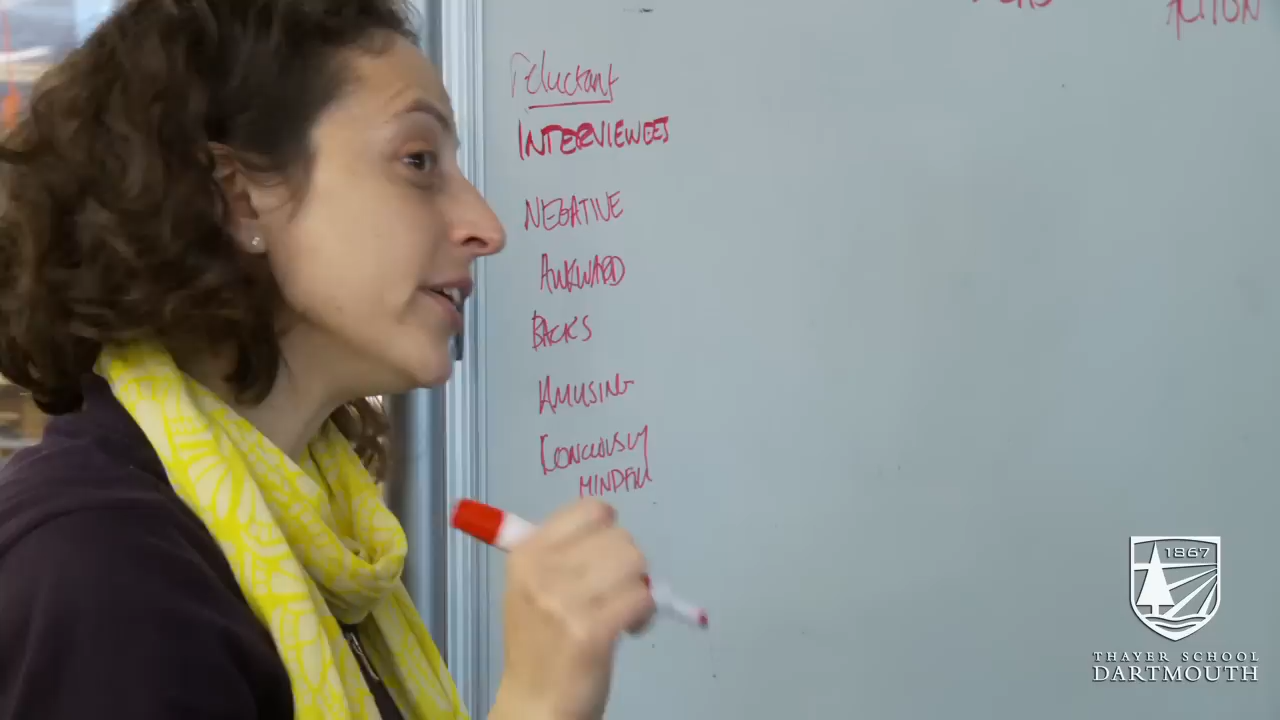 ACTION
Reluctant
INTERVIEWEES
NEGATIVE
AWKWARD
BACKS
AMUSING
CONCIOUSLY
MINDFUL
1867
THAYER SCHOOL
DARTMOUTH